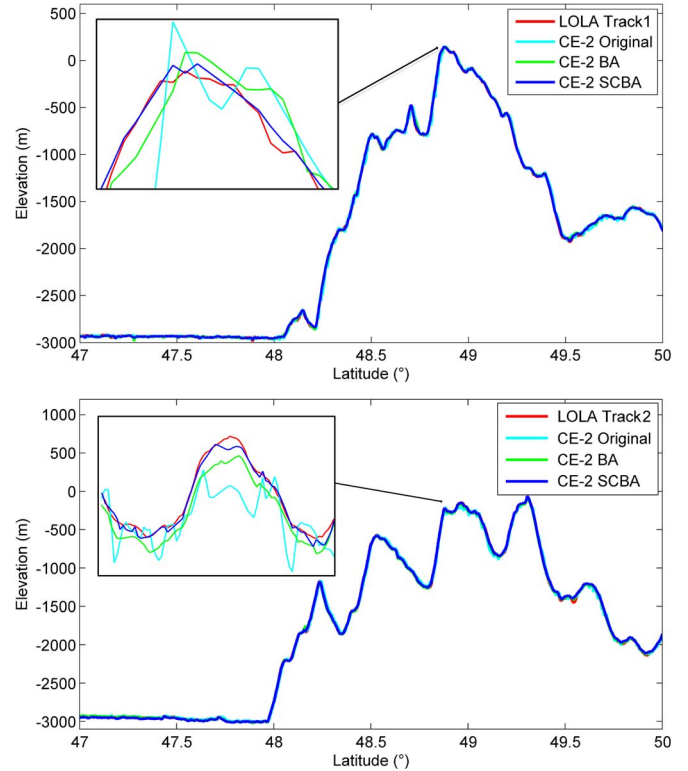 500
0
-500
-1000
-1500
-2000
-2500
-3000
Elevation (m)
LOLA Track1
CE-2 Original
CE-2 BA
CE-2 SCBA
47 47.5 48 48.5 49 49.5 50
Latitude (°)
1000
500
0
-500
-1000
-1500
-2000
-2500
-3000
Elevation (m)
LOLA Track2
CE-2 Original
CE-2 BA
CE-2 SCBA
47 47.5 48 48.5 49 49.5 50
Latitude (°)